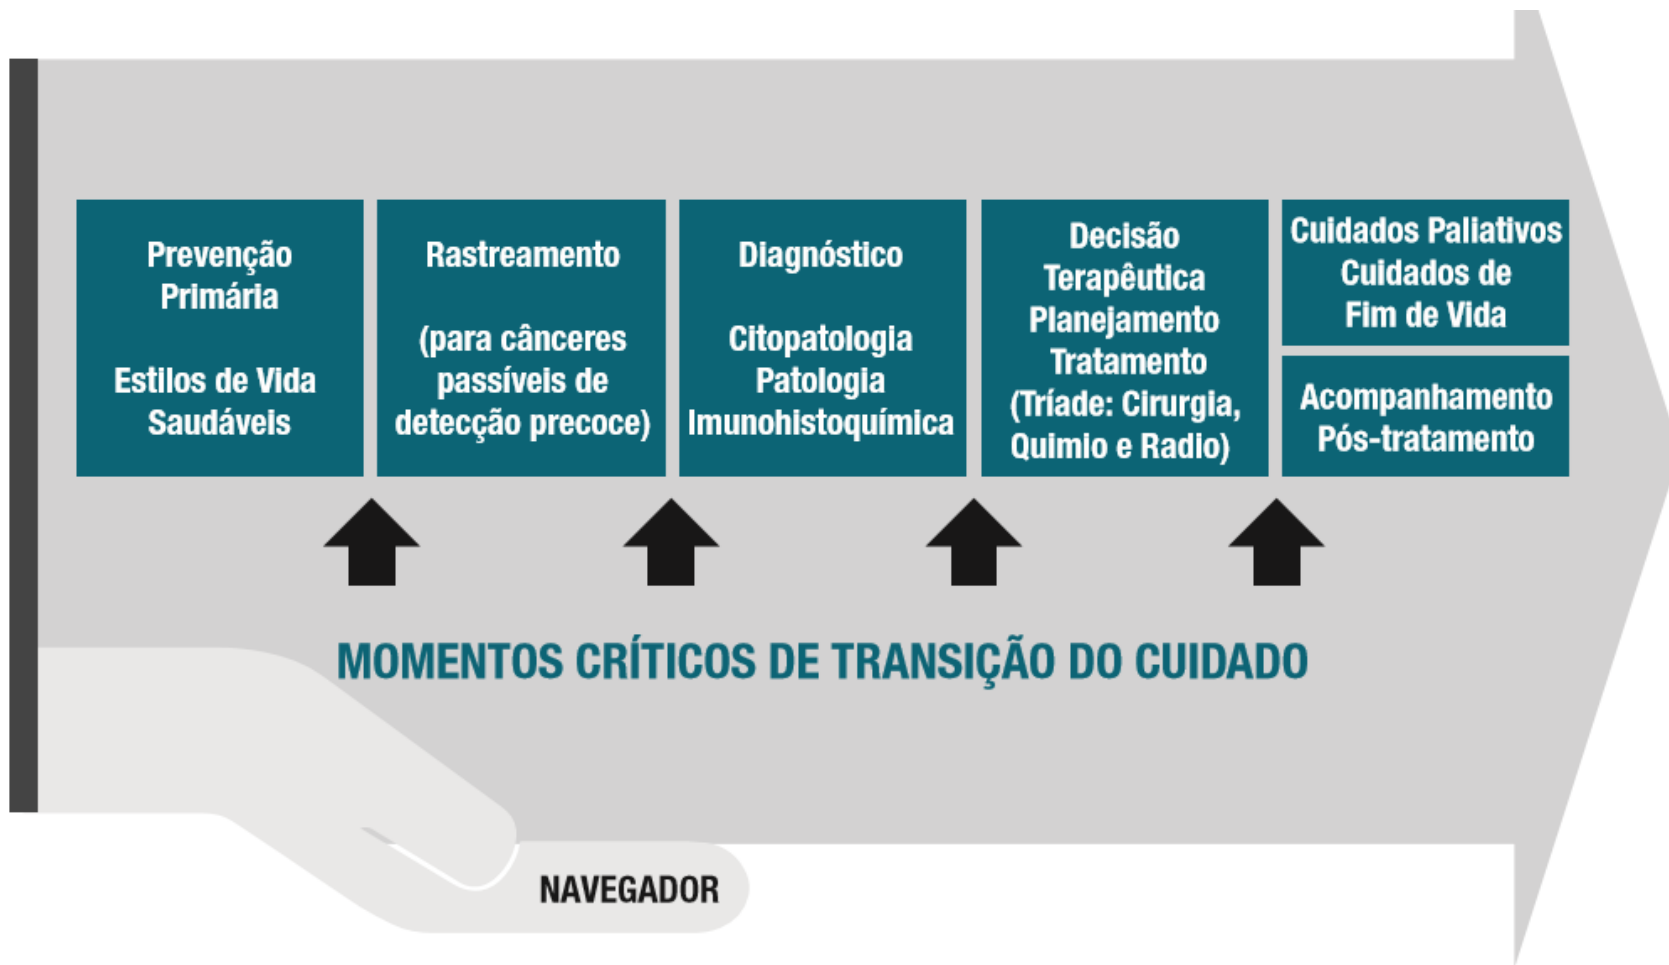 Prevenção
Primária
Estilos de Vida
Saudáveis
Rastreamento
(para cânceres
passíveis de
detecção precoce)
Diagnóstico
Citopatologia
Patologia
Imunohistoquímica
Decisão
Terapêutica
Planejamento
Tratamento
(Tríade: Cirurgia,
Quimio e Radio)
Cuidados Paliativos
Cuidados de
Fim de Vida
Acompanhamento
Pós-tratamento
MOMENTOS CRÍTICOS DE TRANSIÇÃO DO CUIDADO
NAVEGADOR